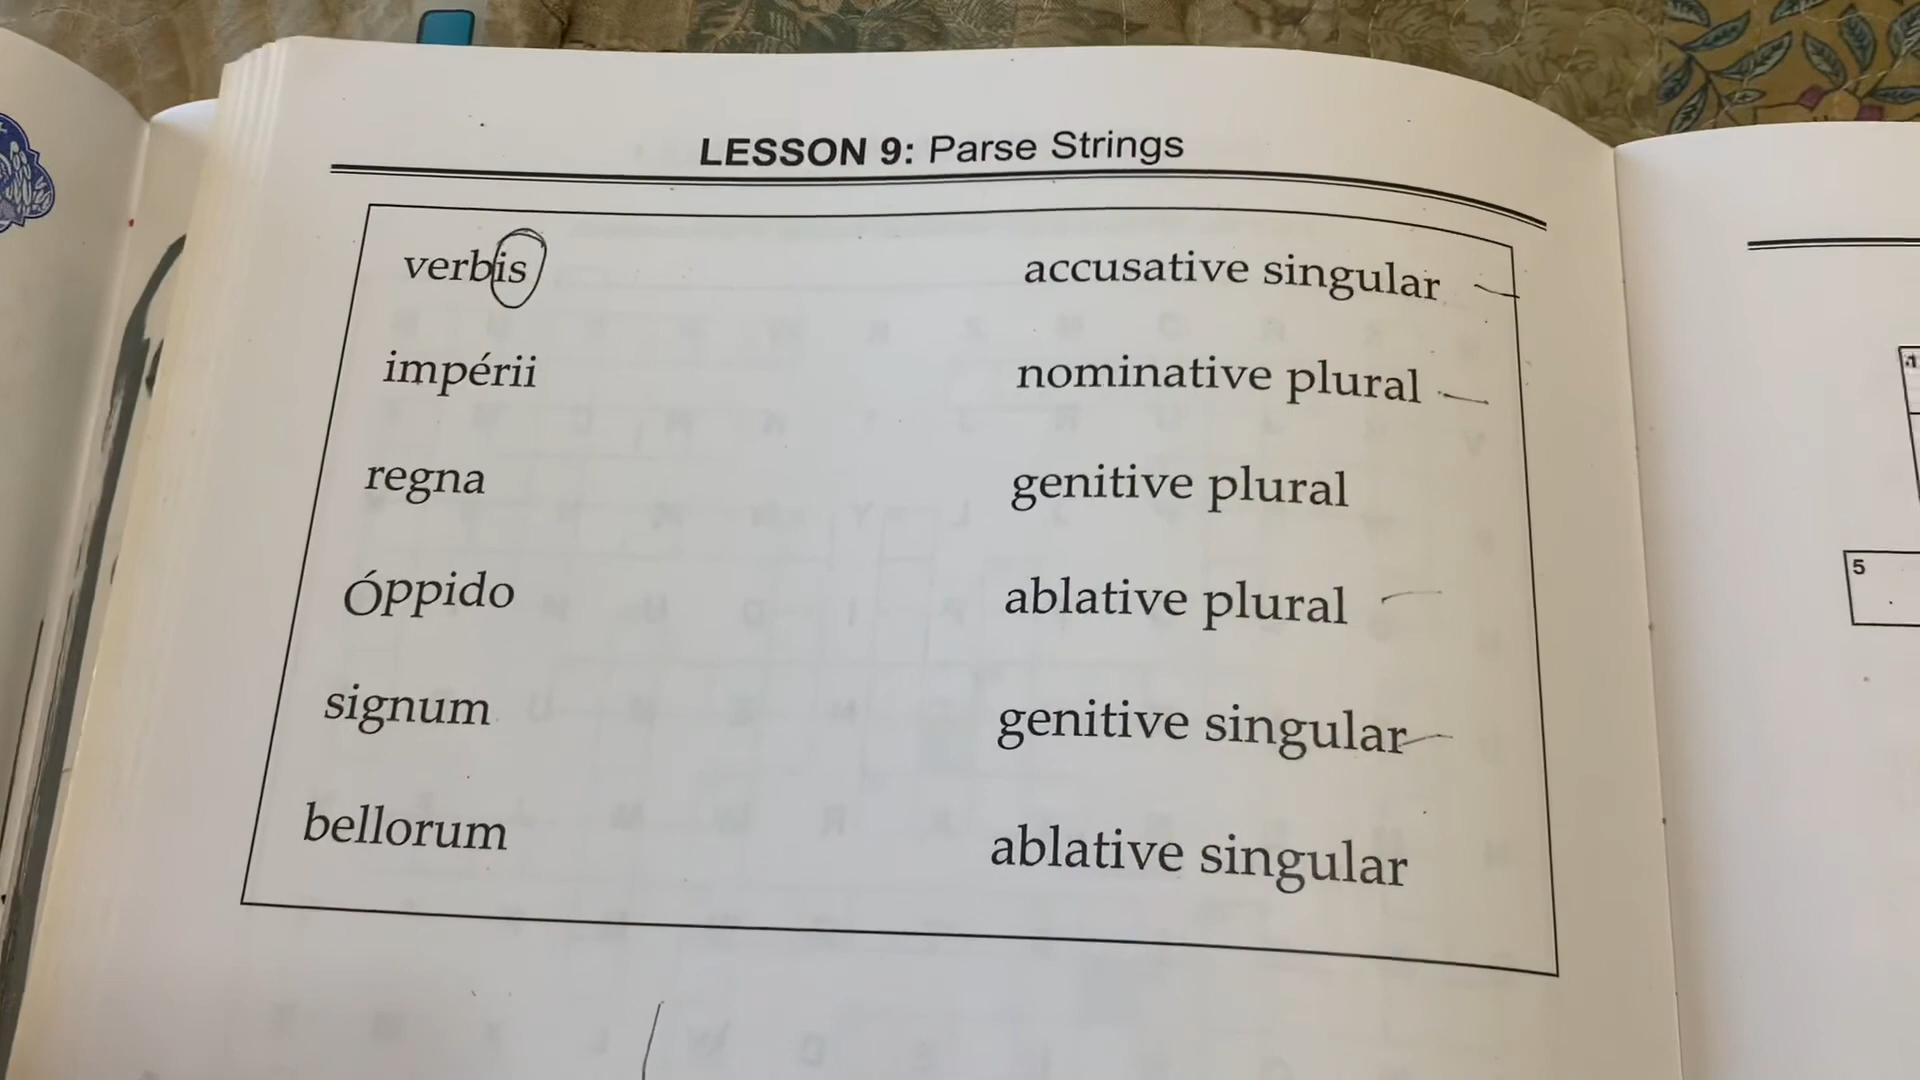 LESSON 9: Parse Strings
verbis accusative singular
impérii nominative plural
regna genitive plural
óppido ablative plural
signum genitive singular
bellorum ablative singular
5